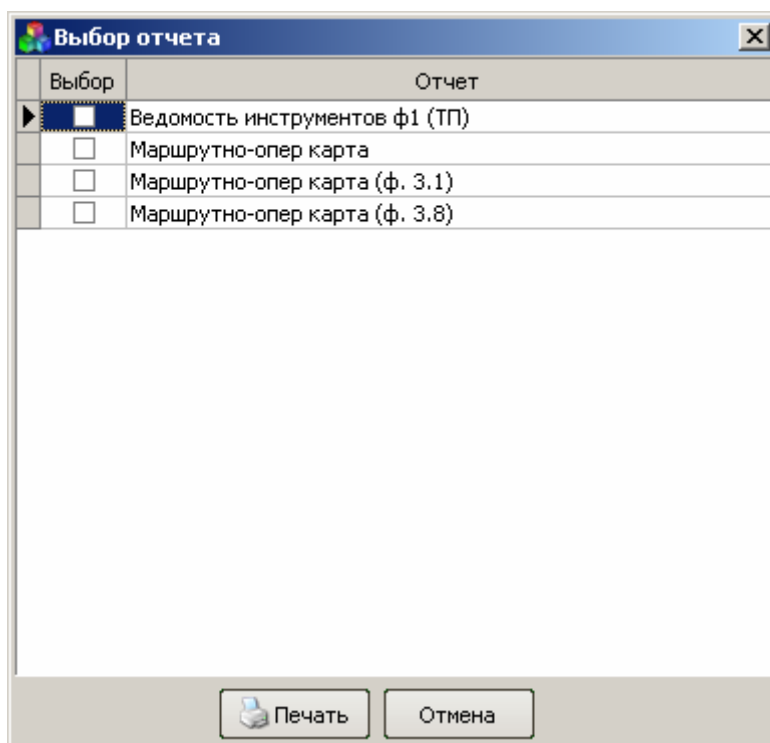 Выбор отчета
Выбор Отчет
Ведомость инструментов ф1 (ТП)
Маршрутно-опер карта
Маршрутно-опер карта (ф. 3.1)
Маршрутно-опер карта (ф. 3.8)
Печать Отмена